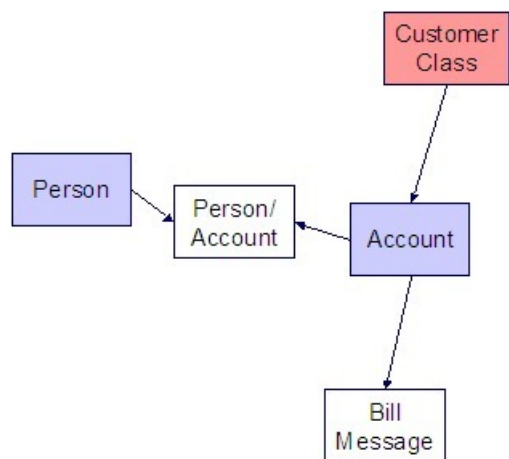 Customer
Class
Person
Person/
Account
Account
Bill
Message